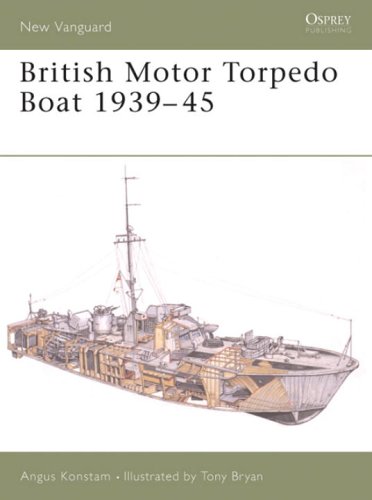 New Vanguard
OSPREY
PUBLISHING
British Motor Torpedo
Boat 1939–45
Angus Konstam • Illustrated by Tony Bryan